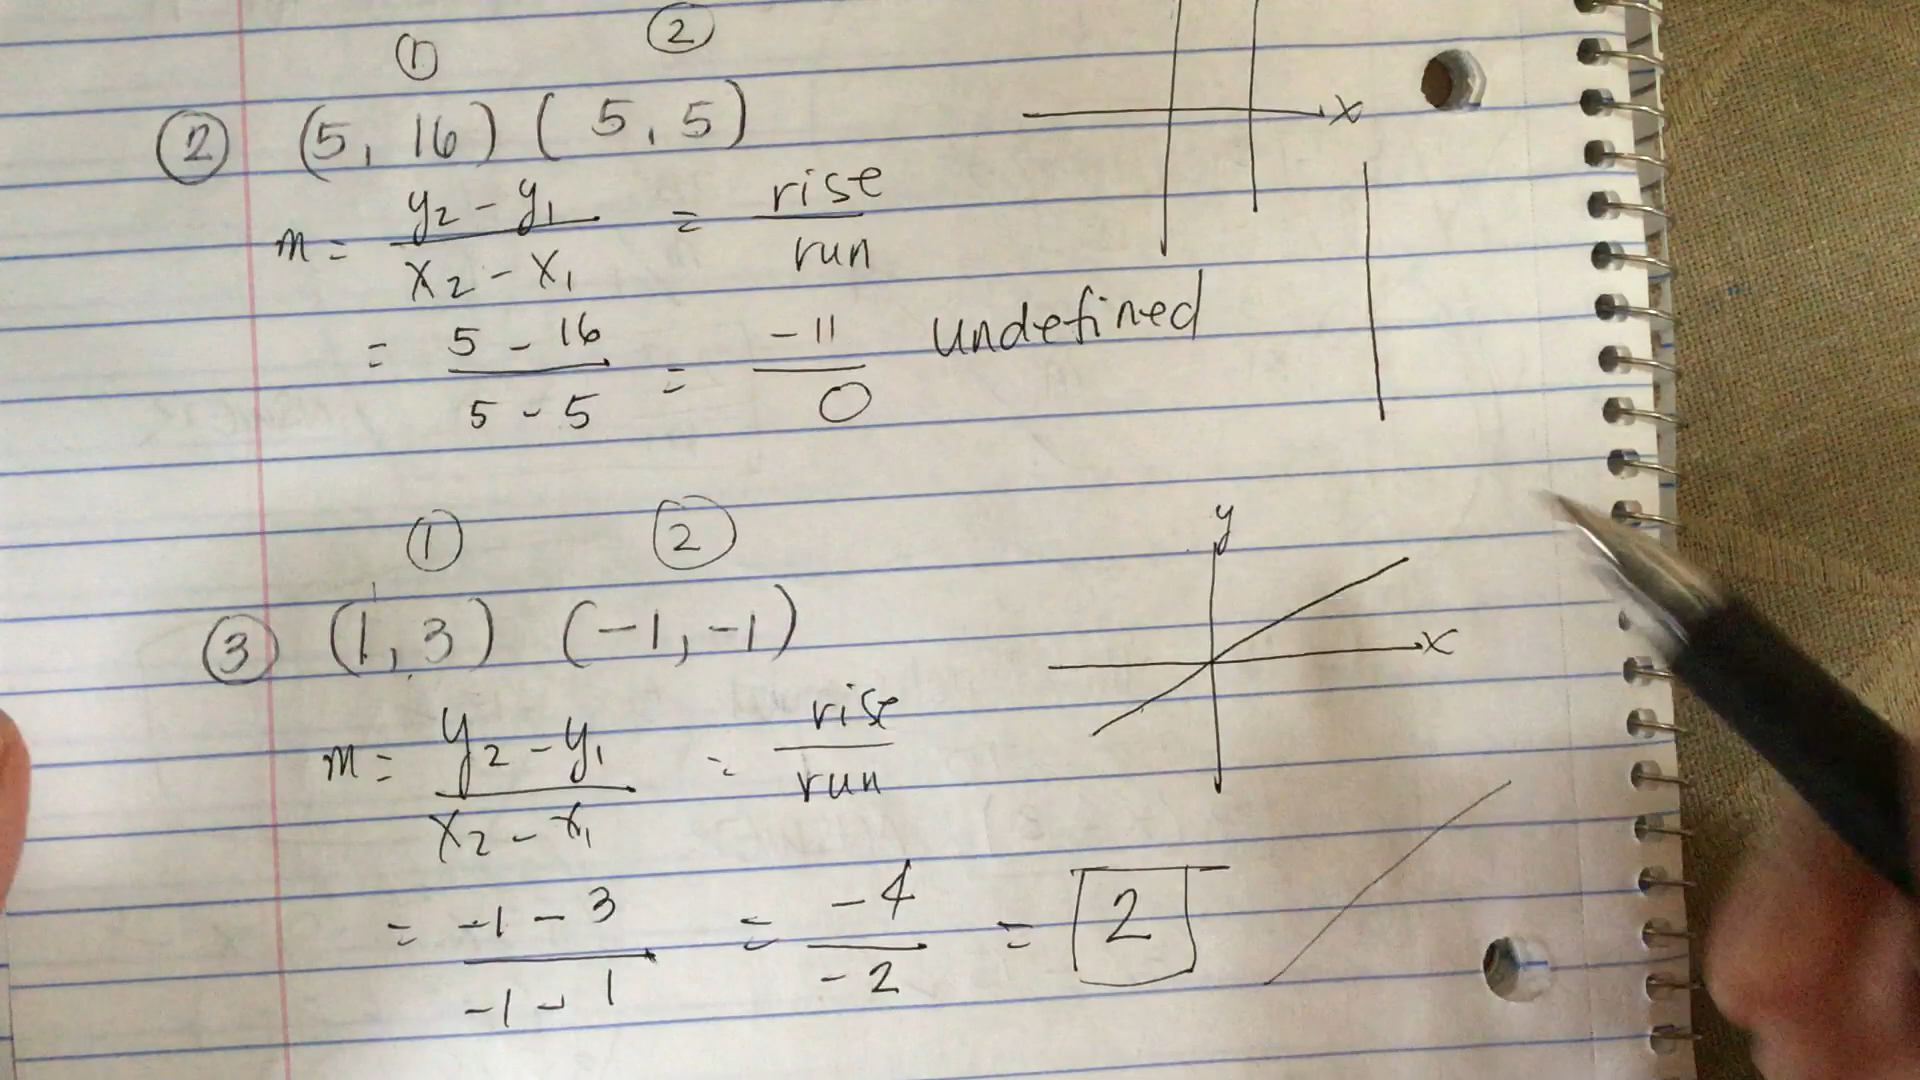 ① ②
② (5, 16) (5, 5)
x
m = y₂ - y₁ / x₂ - x₁ = rise / run
= 5 - 16 / 5 - 5 = -11 / 0 undefined
① ②
y
③ (1, 3) (-1, -1)
x
m = y₂ - y₁ / x₂ - x₁ = rise / run
= -1 - 3 / -1 - 1 = -4 / -2 = 2